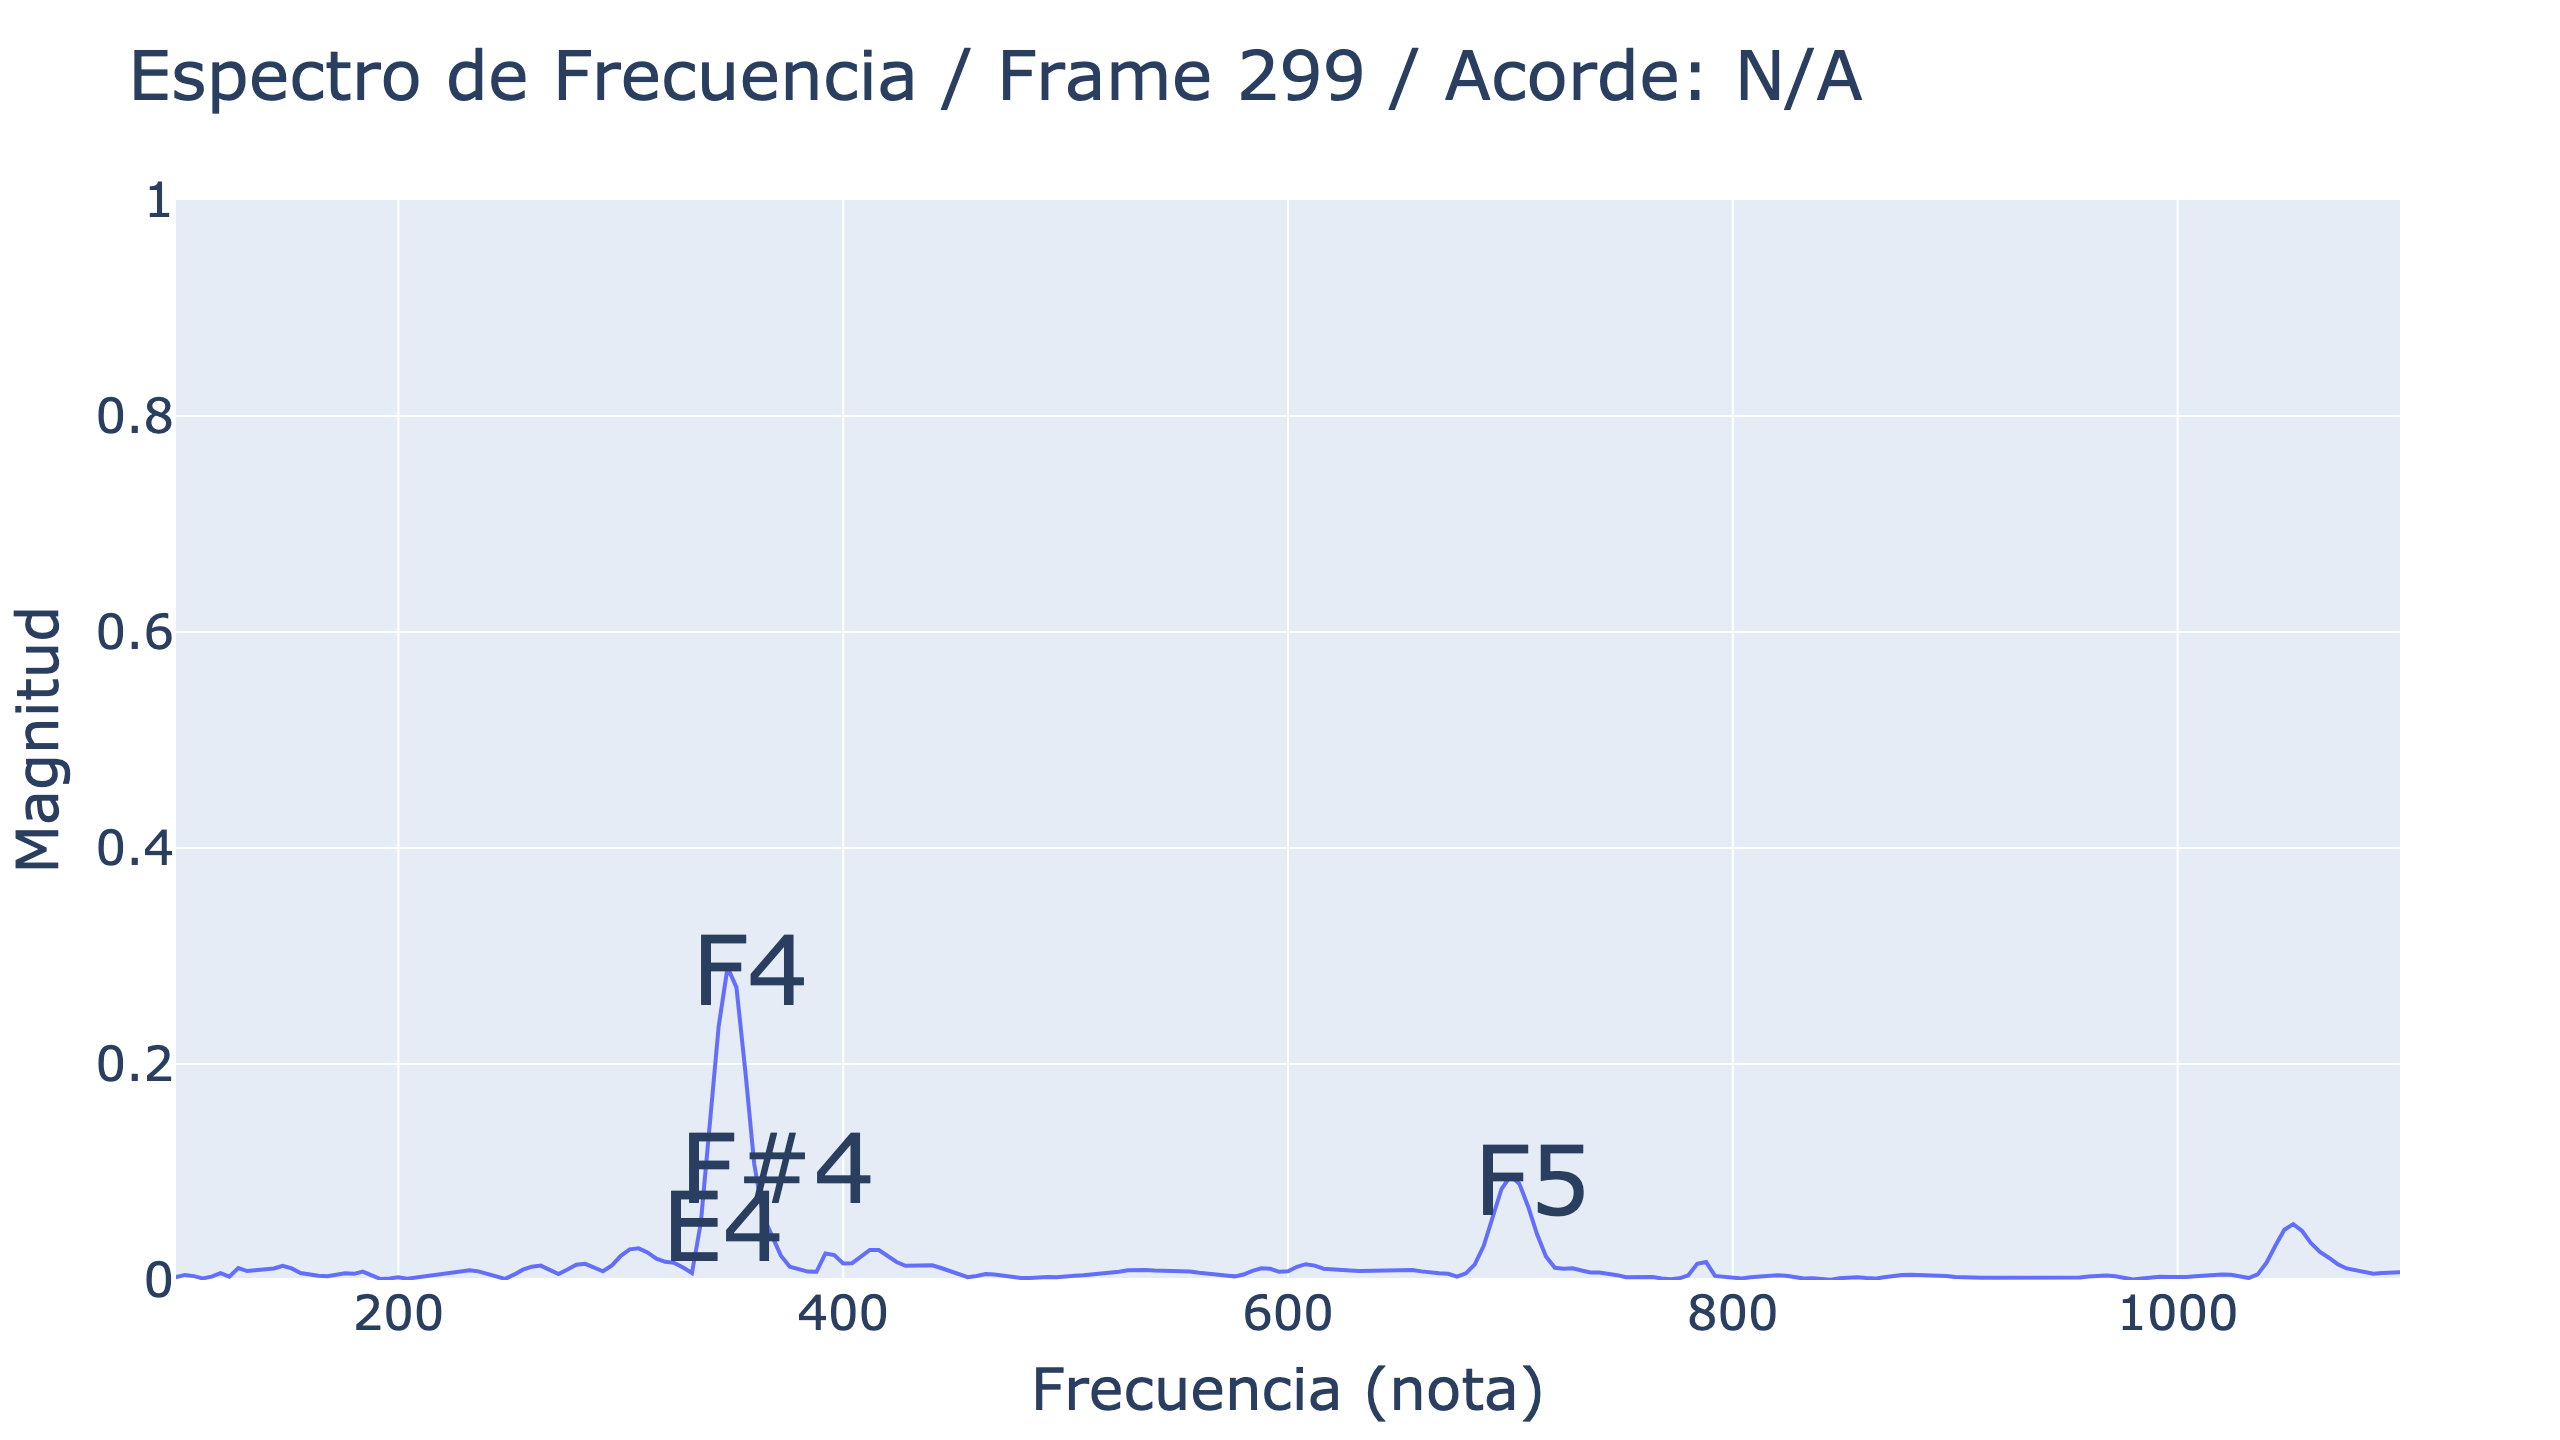 Espectro de Frecuencia / Frame 299 / Acorde: N/A
1
0.8
0.6
0.4
0.2
0
Magnitud
F4
F#4
E4
F5
200 400 600 800 1000
Frecuencia (nota)